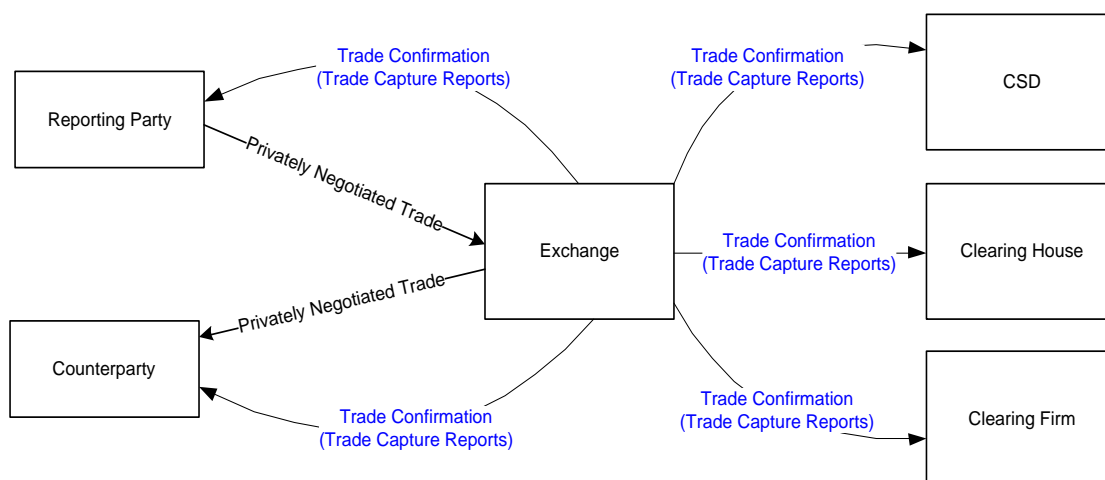 Trade Confirmation
(Trade Capture Reports)
Trade Confirmation
(Trade Capture Reports)
CSD
Reporting Party
Privately Negotiated Trade
Exchange
Trade Confirmation
(Trade Capture Reports)
Clearing House
Privately Negotiated Trade
Counterparty
Trade Confirmation
(Trade Capture Reports)
Trade Confirmation
(Trade Capture Reports)
Clearing Firm